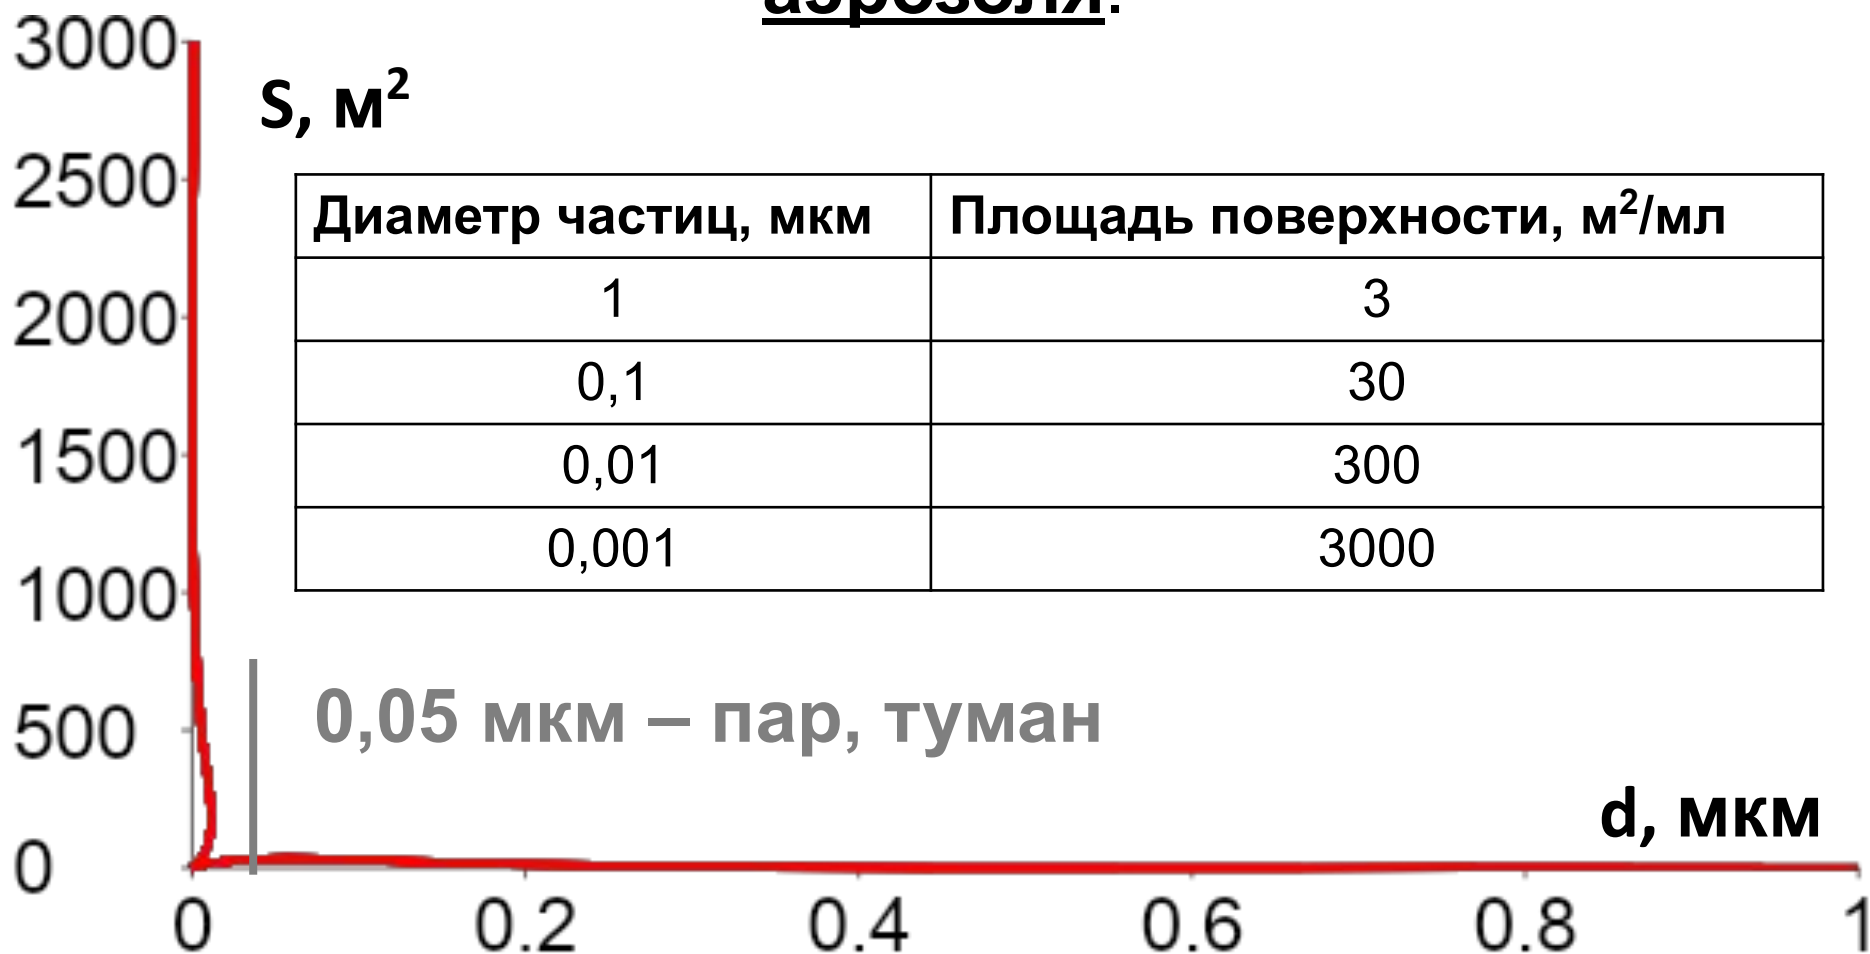 аэрозоля.
3000
S, м²
2500
Диаметр частиц, мкм Площадь поверхности, м²/мл
1 3
2000
0,1 30
1500
0,01 300
0,001 3000
1000
500
0,05 мкм – пар, туман
d, мкм
0
0 0.2 0.4 0.6 0.8 1